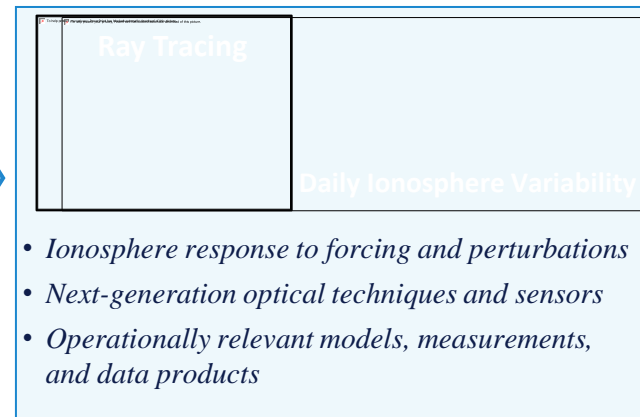 Ray Tracing
Daily Ionosphere Variability
• Ionosphere response to forcing and perturbations
• Next-generation optical techniques and sensors
• Operationally relevant models, measurements,
and data products